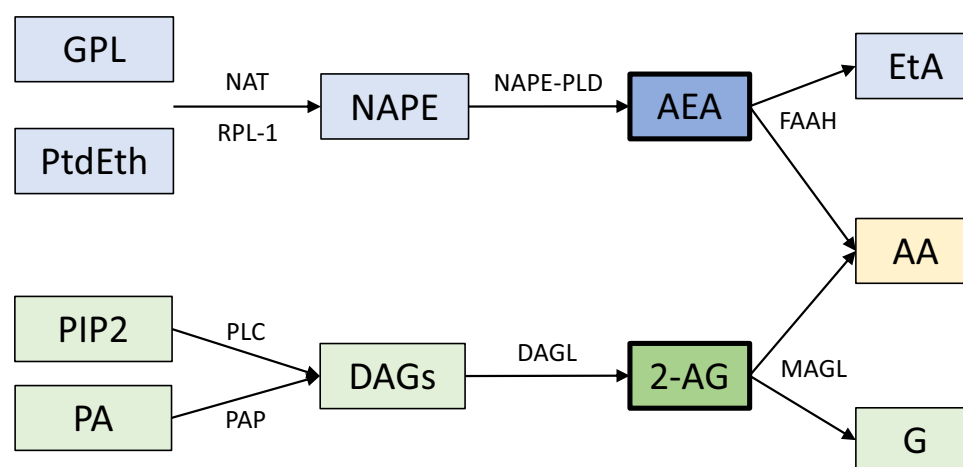 GPL
PtdEth
NAT
RPL-1
NAPE
NAPE-PLD
AEA
FAAH
EtA
AA
PIP2
PA
PLC
PAP
DAGs
DAGL
2-AG
MAGL
G